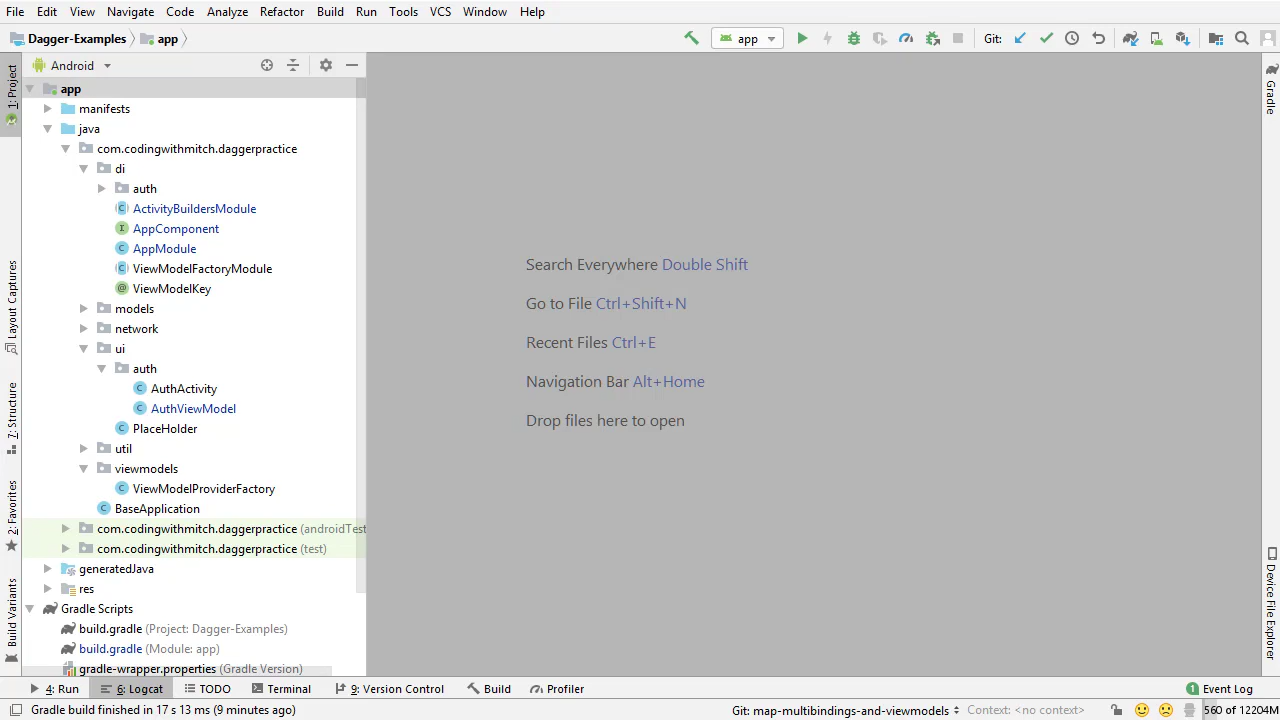 File Edit View Navigate Code Analyze Refactor Build Run Tools VCS Window Help
Dagger-Examples app
app Git:
Android
app
manifests
java
com.codingwithmitch.daggerpractice
di
auth
ActivityBuildersModule
AppComponent
AppModule
ViewModelFactoryModule
ViewModelKey
models
network
ui
auth
AuthActivity
AuthViewModel
PlaceHolder
util
viewmodels
ViewModelProviderFactory
BaseApplication
com.codingwithmitch.daggerpractice (androidTest
com.codingwithmitch.daggerpractice (test)
generatedJava
res
Gradle Scripts
build.gradle (Project: Dagger-Examples)
build.gradle (Module: app)
gradle-wrapper.properties (Gradle Version)
1: Project
Layout Captures
7: Structure
2: Favorites
Build Variants
Search Everywhere Double Shift
Go to File Ctrl+Shift+N
Recent Files Ctrl+E
Navigation Bar Alt+Home
Drop files here to open
Gradle
Device File Explorer
4: Run 6: Logcat TODO Terminal 9: Version Control Build Profiler 1 Event Log
Gradle build finished in 17 s 13 ms (9 minutes ago) Git: map-multibindings-and-viewmodels Context: <no context> 560 of 12204M